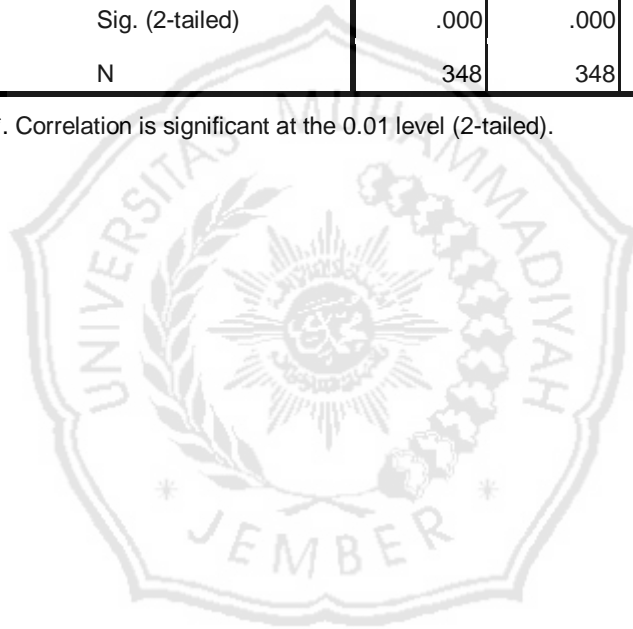 Sig. (2-tailed) .000 .000
N 348 348
. Correlation is significant at the 0.01 level (2-tailed).
UNIVERSITAS MUHAMMADIYAH
* JEMBER *